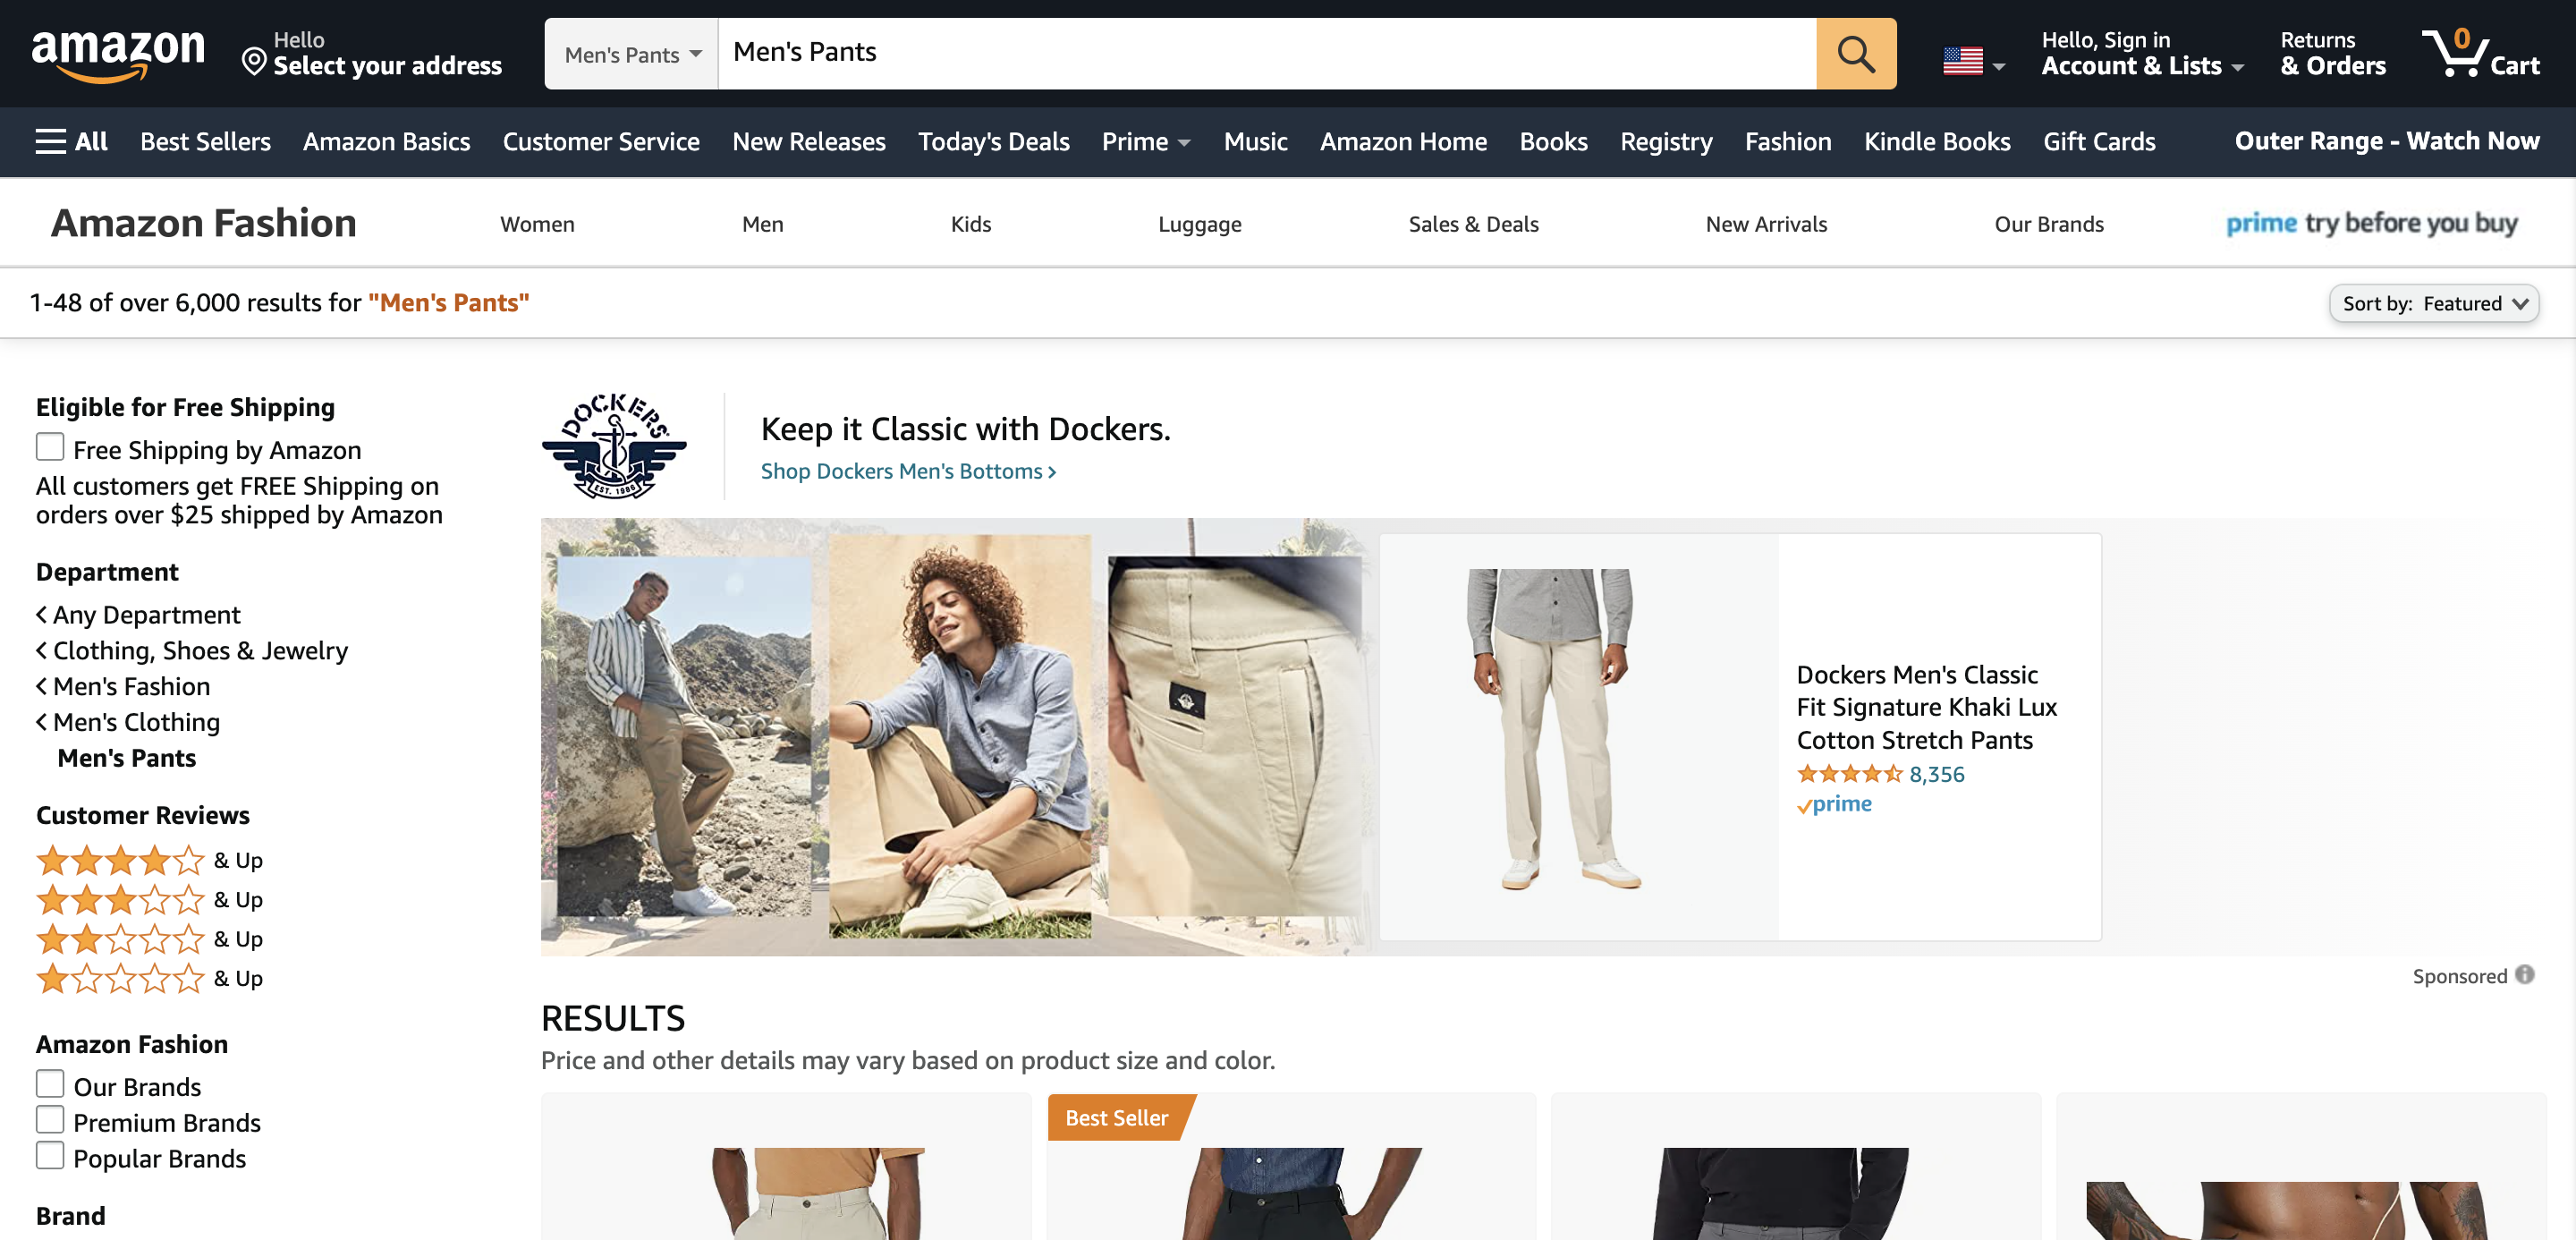 amazon
Hello
Select your address
Men's Pants
Men's Pants
Hello, Sign in
Account & Lists
Returns
& Orders
0
Cart
All
Best Sellers
Amazon Basics
Customer Service
New Releases
Today's Deals
Prime
Music
Amazon Home
Books
Registry
Fashion
Kindle Books
Gift Cards
Outer Range - Watch Now
Amazon Fashion
Women
Men
Kids
Luggage
Sales & Deals
New Arrivals
Our Brands
prime try before you buy
1-48 of over 6,000 results for "Men's Pants"
Sort by: Featured
Eligible for Free Shipping
Free Shipping by Amazon
All customers get FREE Shipping on
orders over $25 shipped by Amazon
Department
Any Department
Clothing, Shoes & Jewelry
Men's Fashion
Men's Clothing
Men's Pants
Customer Reviews
& Up
& Up
& Up
& Up
Amazon Fashion
Our Brands
Premium Brands
Popular Brands
Brand
DOCKERS
EST. 1986
Keep it Classic with Dockers.
Shop Dockers Men's Bottoms
Dockers Men's Classic
Fit Signature Khaki Lux
Cotton Stretch Pants
8,356
prime
Sponsored
RESULTS
Price and other details may vary based on product size and color.
Best Seller